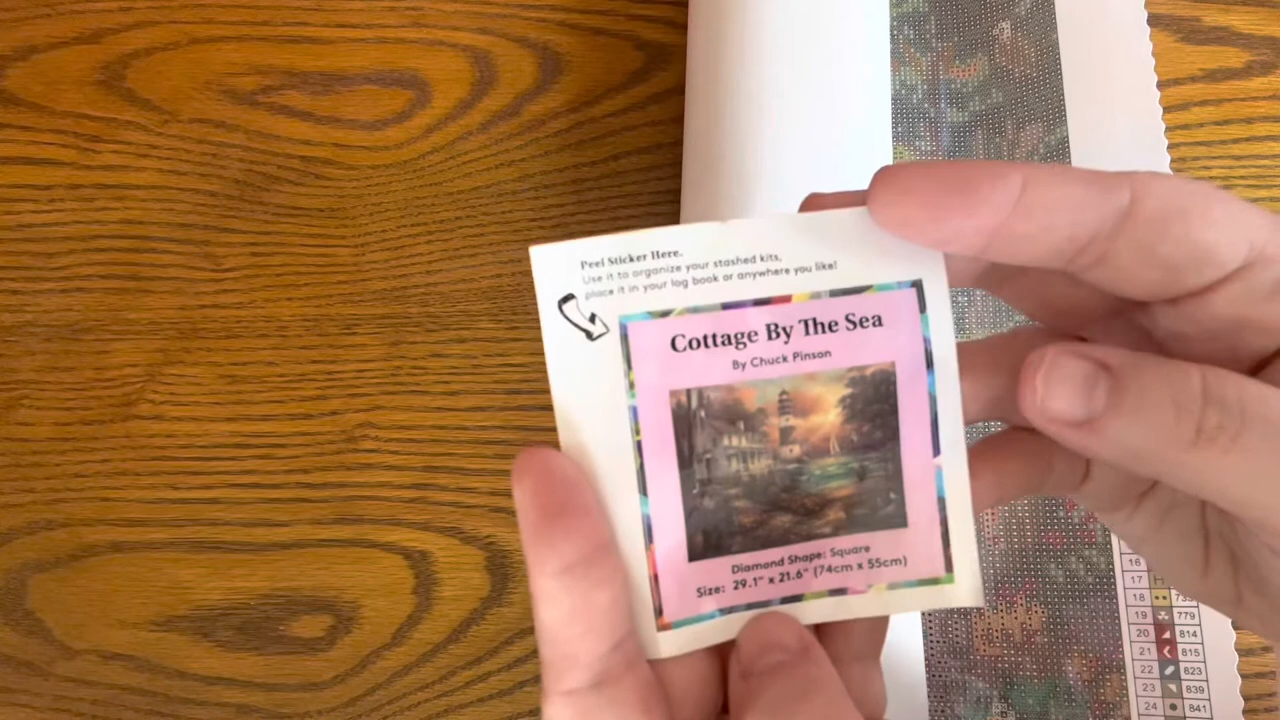 Peel Sticker Here.
Use it to organize your stashed kits,
place it in your log book or anywhere you like!
Cottage By The Sea
By Chuck Pinson
Diamond Shape: Square
Size: 29.1" x 21.6" (74cm x 55cm)
16
17
18
19 779
20 814
21 815
22 823
23 839
24 841